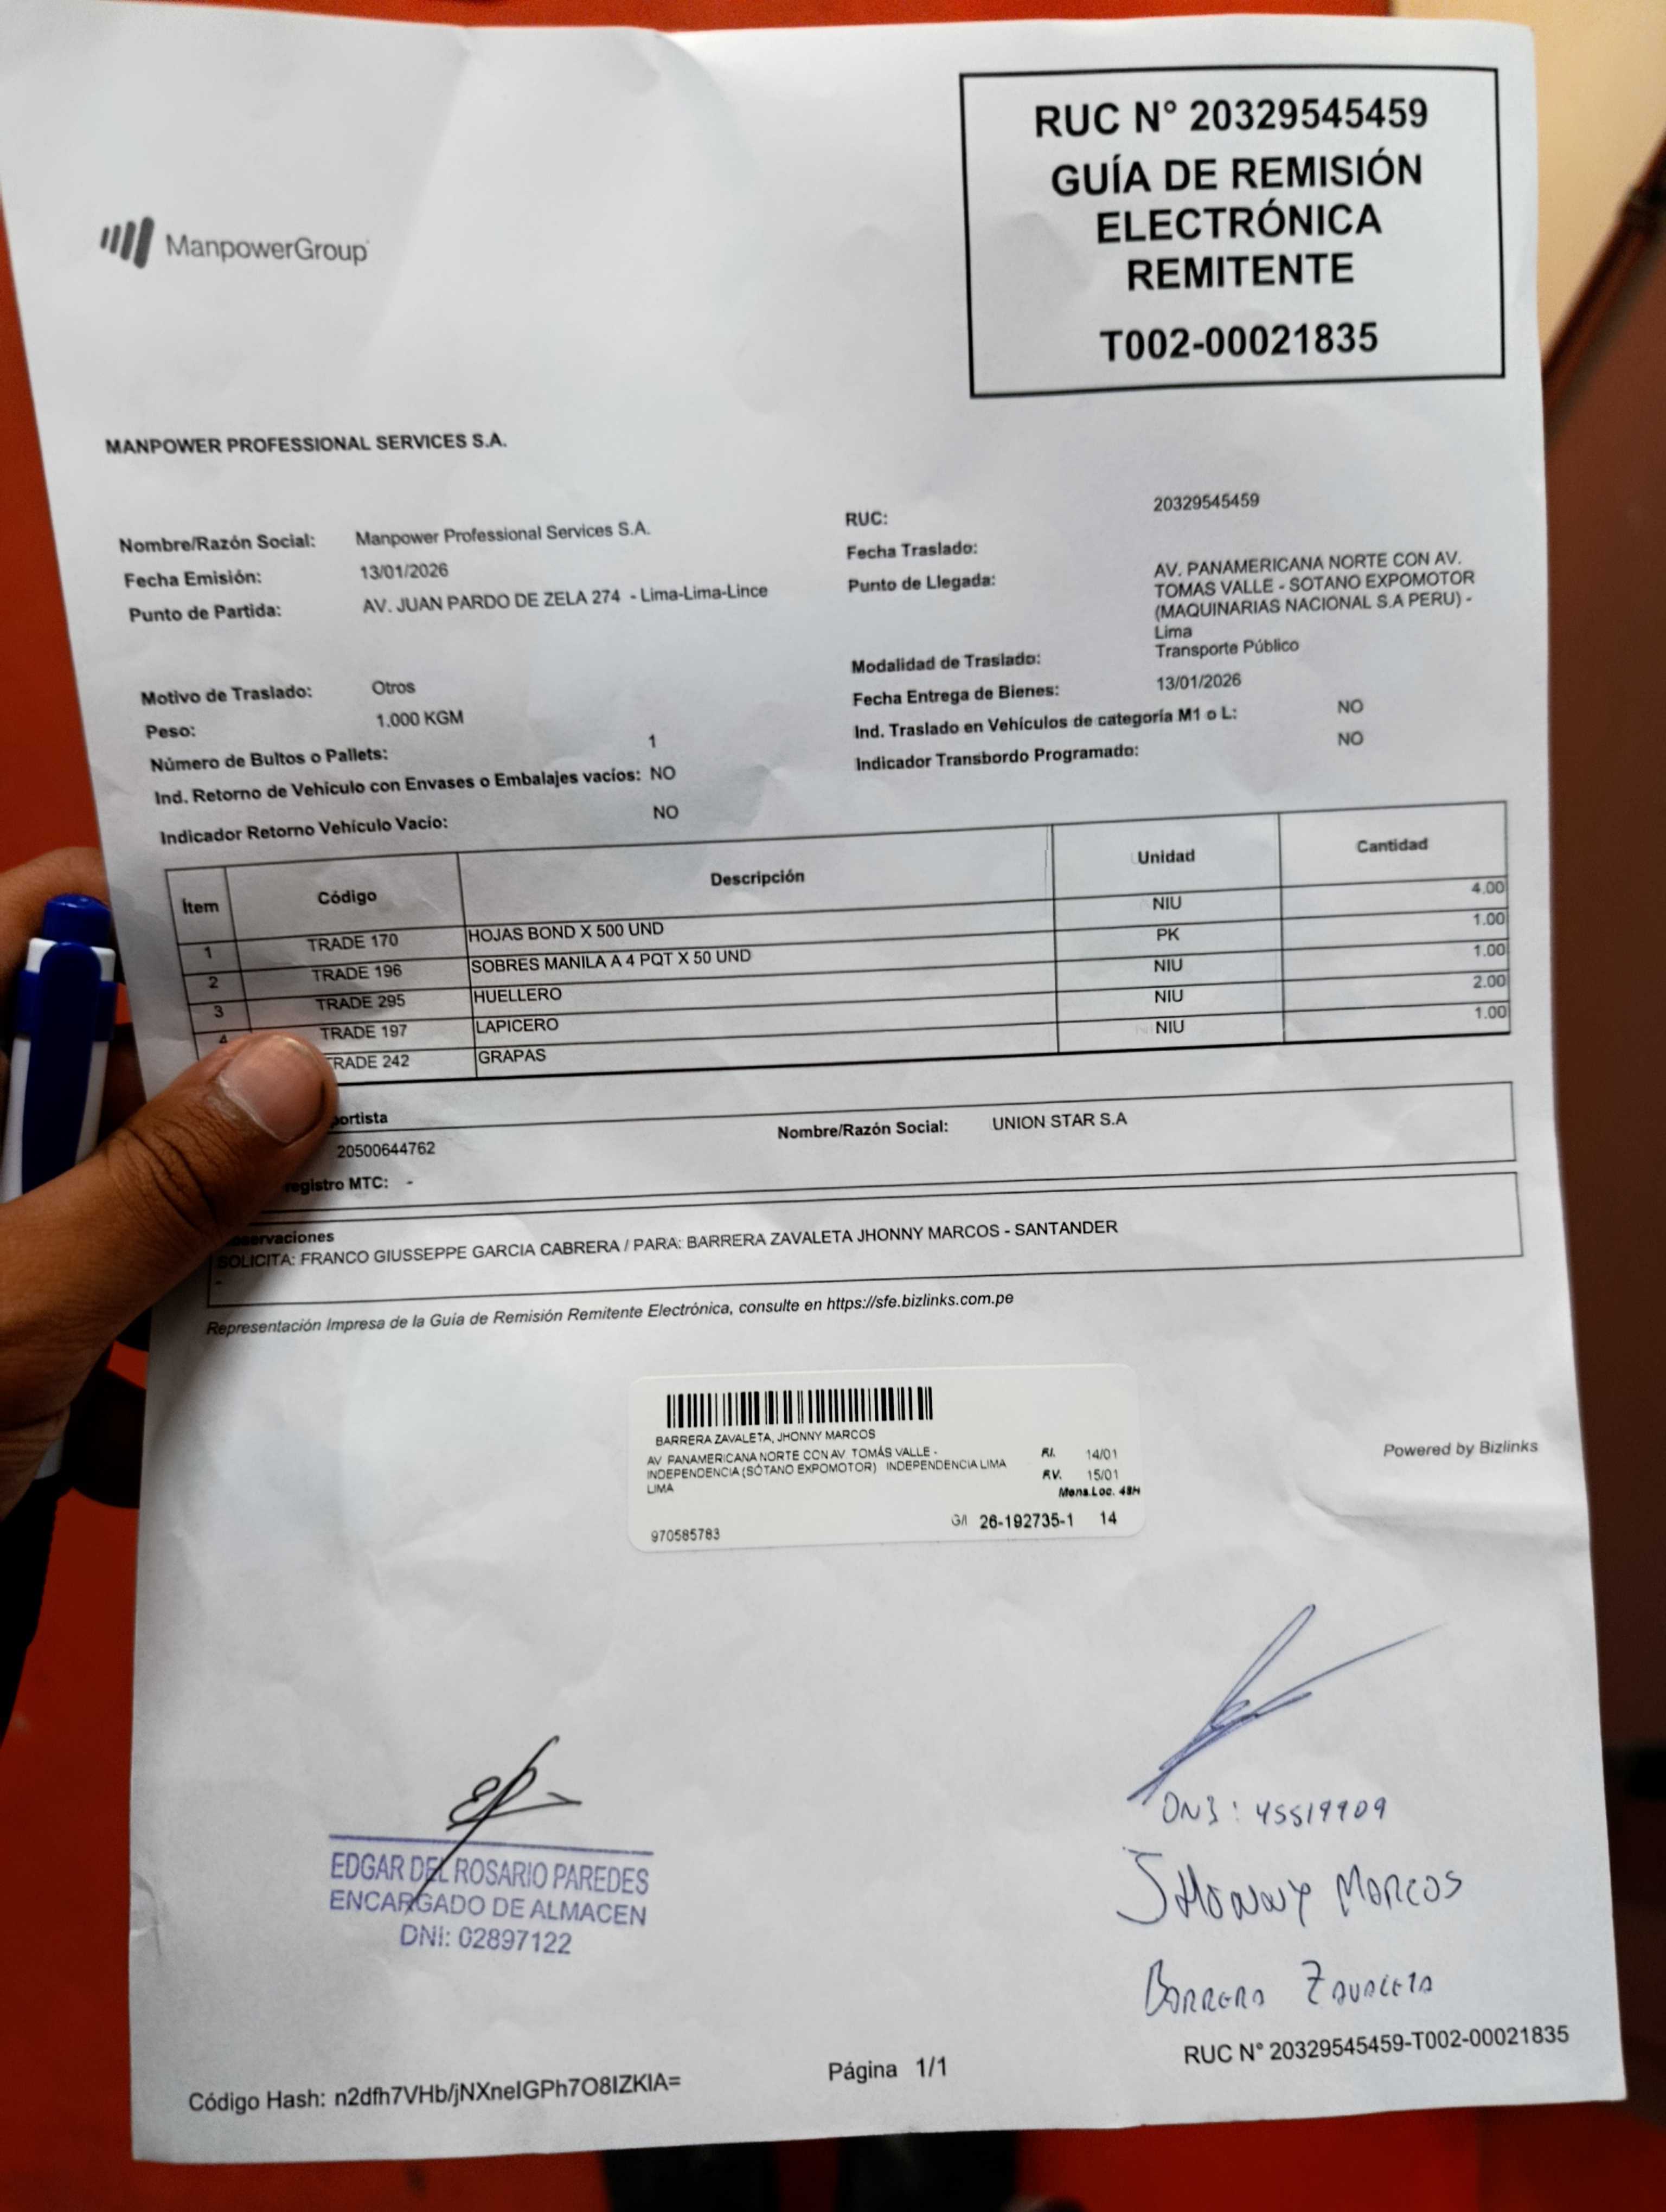 RUC N° 20329545459
GUÍA DE REMISIÓN
ELECTRÓNICA
REMITENTE
T002-00021835
ManpowerGroup
MANPOWER PROFESSIONAL SERVICES S.A.
Nombre/Razón Social: Manpower Professional Services S.A.
Fecha Emisión: 13/01/2026
Punto de Partida: AV. JUAN PARDO DE ZELA 274 - Lima-Lima-Lince
RUC: 20329545459
Fecha Traslado:
Punto de Llegada: AV. PANAMERICANA NORTE CON AV.
TOMAS VALLE - SOTANO EXPOMOTOR
(MAQUINARIAS NACIONAL S.A PERU) -
Lima
Motivo de Traslado: Otros
Peso: 1.000 KGM
Número de Bultos o Pallets: 1
Ind. Retorno de Vehículo con Envases o Embalajes vacíos: NO
Indicador Retorno Vehículo Vacío: NO
Modalidad de Traslado: Transporte Público
Fecha Entrega de Bienes: 13/01/2026
Ind. Traslado en Vehículos de categoría M1 o L: NO
Indicador Transbordo Programado: NO
Ítem Código Descripción Unidad Cantidad
1 TRADE 170 HOJAS BOND X 500 UND NIU 4.00
2 TRADE 196 SOBRES MANILA A 4 PQT X 50 UND PK 1.00
3 TRADE 295 HUELLERO NIU 1.00
4 TRADE 197 LAPICERO NIU 2.00
RADE 242 GRAPAS NIU 1.00
portista
20500644762 Nombre/Razón Social: UNION STAR S.A
egistro MTC: -
servaciones
SOLICITA: FRANCO GIUSSEPPE GARCIA CABRERA / PARA: BARRERA ZAVALETA JHONNY MARCOS - SANTANDER
-
Representación Impresa de la Guía de Remisión Remitente Electrónica, consulte en https://sfe.bizlinks.com.pe
BARRERA ZAVALETA, JHONNY MARCOS
AV PANAMERICANA NORTE CON AV. TOMÁS VALLE -
INDEPENDENCIA (SÓTANO EXPOMOTOR) INDEPENDENCIA LIMA
LIMA
R/. 14/01
RV. 15/01
Mens.Loc. 48H
G/I 26-192735-1 14
970585783
Powered by Bizlinks
EDGAR DEL ROSARIO PAREDES
ENCARGADO DE ALMACEN
DNI: 02897122
DNI: 45519909
JHONNY MARCOS
BARRERA ZAVALETA
RUC N° 20329545459-T002-00021835
Página 1/1
Código Hash: n2dfh7VHb/jNXneIGPh7O8IZKIA=